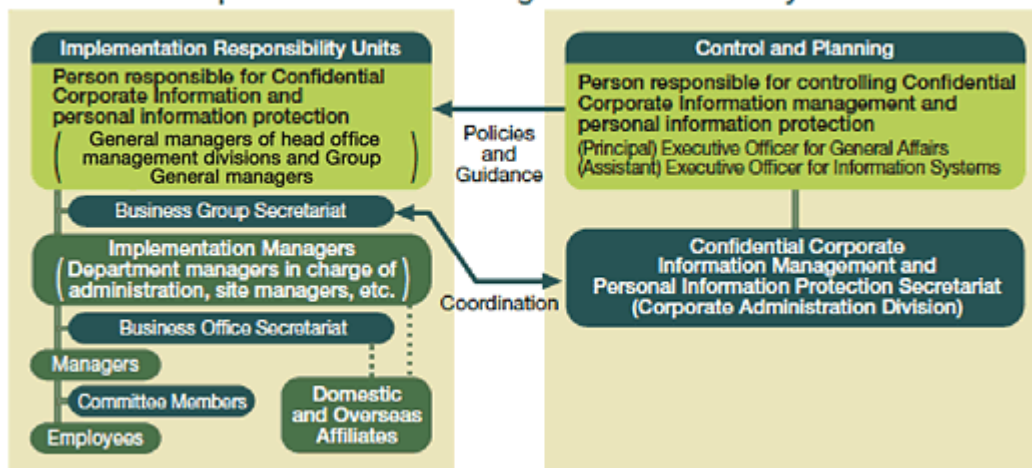 Implementation Responsibility Units
Person responsible for Confidential
Corporate Information and
personal information protection
( General managers of head office
management divisions and Group
General managers )
Business Group Secretariat
Implementation Managers
( Department managers in charge of
administration, site managers, etc. )
Business Office Secretariat
Managers
Committee Members
Employees
Domestic
and Overseas
Affiliates
Policies
and
Guidance
Coordination
Control and Planning
Person responsible for controlling Confidential
Corporate Information management and
personal information protection
(Principal) Executive Officer for General Affairs
(Assistant) Executive Officer for Information Systems
Confidential Corporate
Information Management and
Personal Information Protection Secretariat
(Corporate Administration Division)